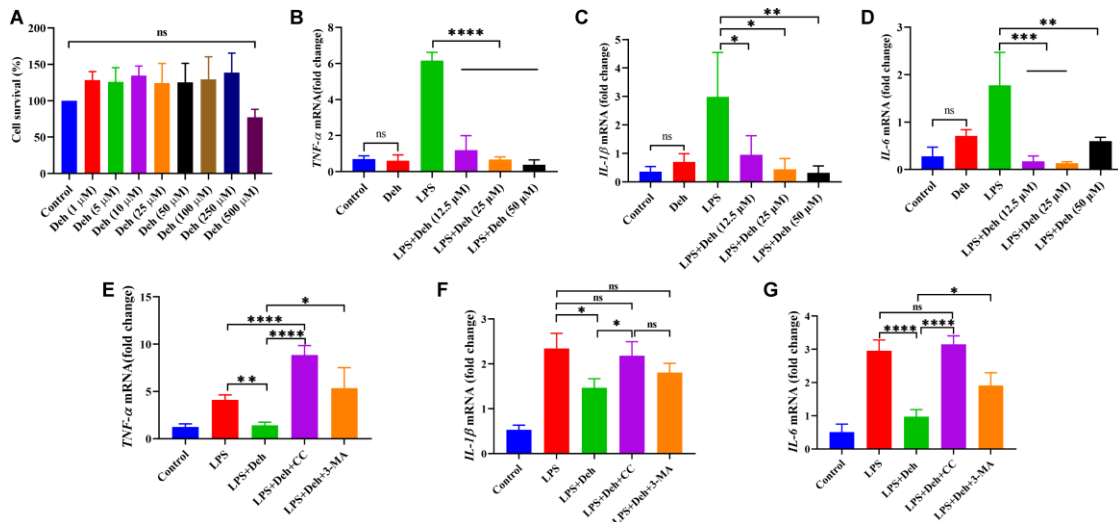 A
ns
Cell survival (%)
200
150
100
50
0
Control
Deh (1 μM)
Deh (5 μM)
Deh (10 μM)
Deh (25 μM)
Deh (50 μM)
Deh (100 μM)
Deh (250 μM)
Deh (500 μM)
B
TNF-α mRNA(fold change)
8
6
4
2
0
ns
****
Control
Deh
LPS
LPS+Deh (12.5 μM)
LPS+Deh (25 μM)
LPS+Deh (50 μM)
C
IL-1β mRNA (fold change)
5
4
3
2
1
0
ns
**
*
*
Control
Deh
LPS
LPS+Deh (12.5 μM)
LPS+Deh (25 μM)
LPS+Deh (50 μM)
D
IL-6 mRNA (fold change)
3
2
1
0
ns
**
***
Control
Deh
LPS
LPS+Deh (12.5 μM)
LPS+Deh (25 μM)
LPS+Deh (50 μM)
E
TNF-α mRNA(fold change)
15
10
5
0
*
****
****
**
Control
LPS
LPS+Deh
LPS+Deh+CC
LPS+Deh+3-MA
F
IL-1β mRNA (fold change)
3
2
1
0
ns
ns
*
*
ns
Control
LPS
LPS+Deh
LPS+Deh+CC
LPS+Deh+3-MA
G
IL-6 mRNA (fold change)
4
3
2
1
0
*
ns
****
****
Control
LPS
LPS+Deh
LPS+Deh+CC
LPS+Deh+3-MA